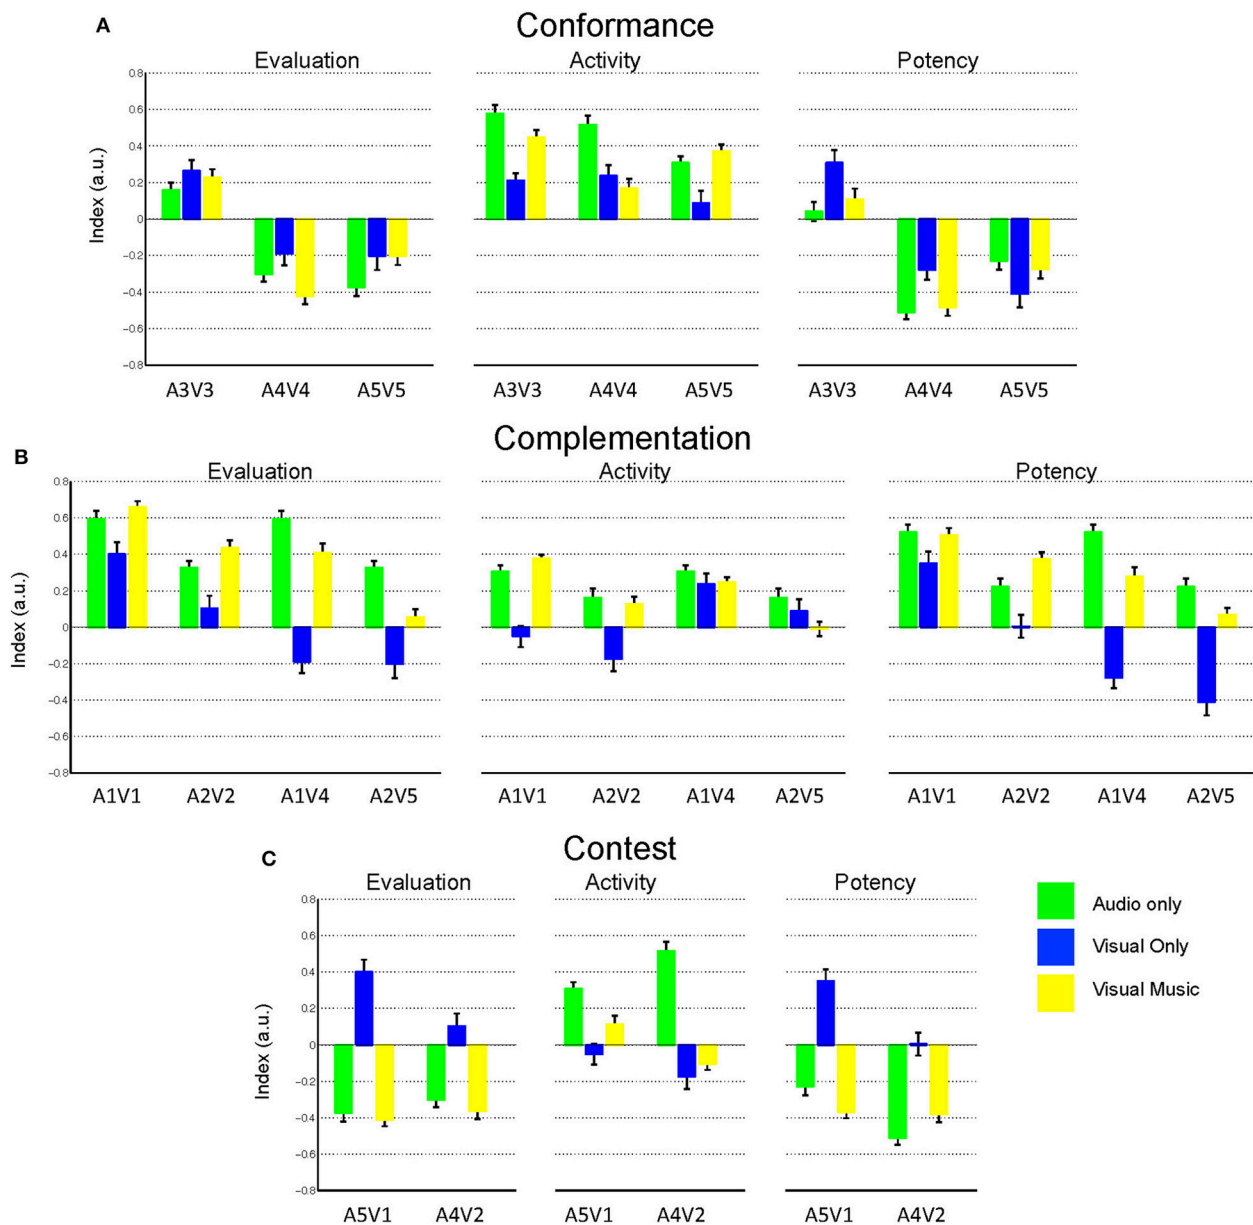 A
Conformance
Evaluation Activity Potency
0.8
0.6
0.4
0.2
0
−0.2
−0.4
−0.6
−0.8
Index (a.u.)
A3V3 A4V4 A5V5 A3V3 A4V4 A5V5 A3V3 A4V4 A5V5
B
Complementation
Evaluation Activity Potency
0.8
0.6
0.4
0.2
0
−0.2
−0.4
−0.6
−0.8
Index (a.u.)
A1V1 A2V2 A1V4 A2V5 A1V1 A2V2 A1V4 A2V5 A1V1 A2V2 A1V4 A2V5
C
Contest
Evaluation Activity Potency
0.8
0.6
0.4
0.2
0
−0.2
−0.4
−0.6
−0.8
Index (a.u.)
A5V1 A4V2 A5V1 A4V2 A5V1 A4V2
Audio only
Visual Only
Visual Music